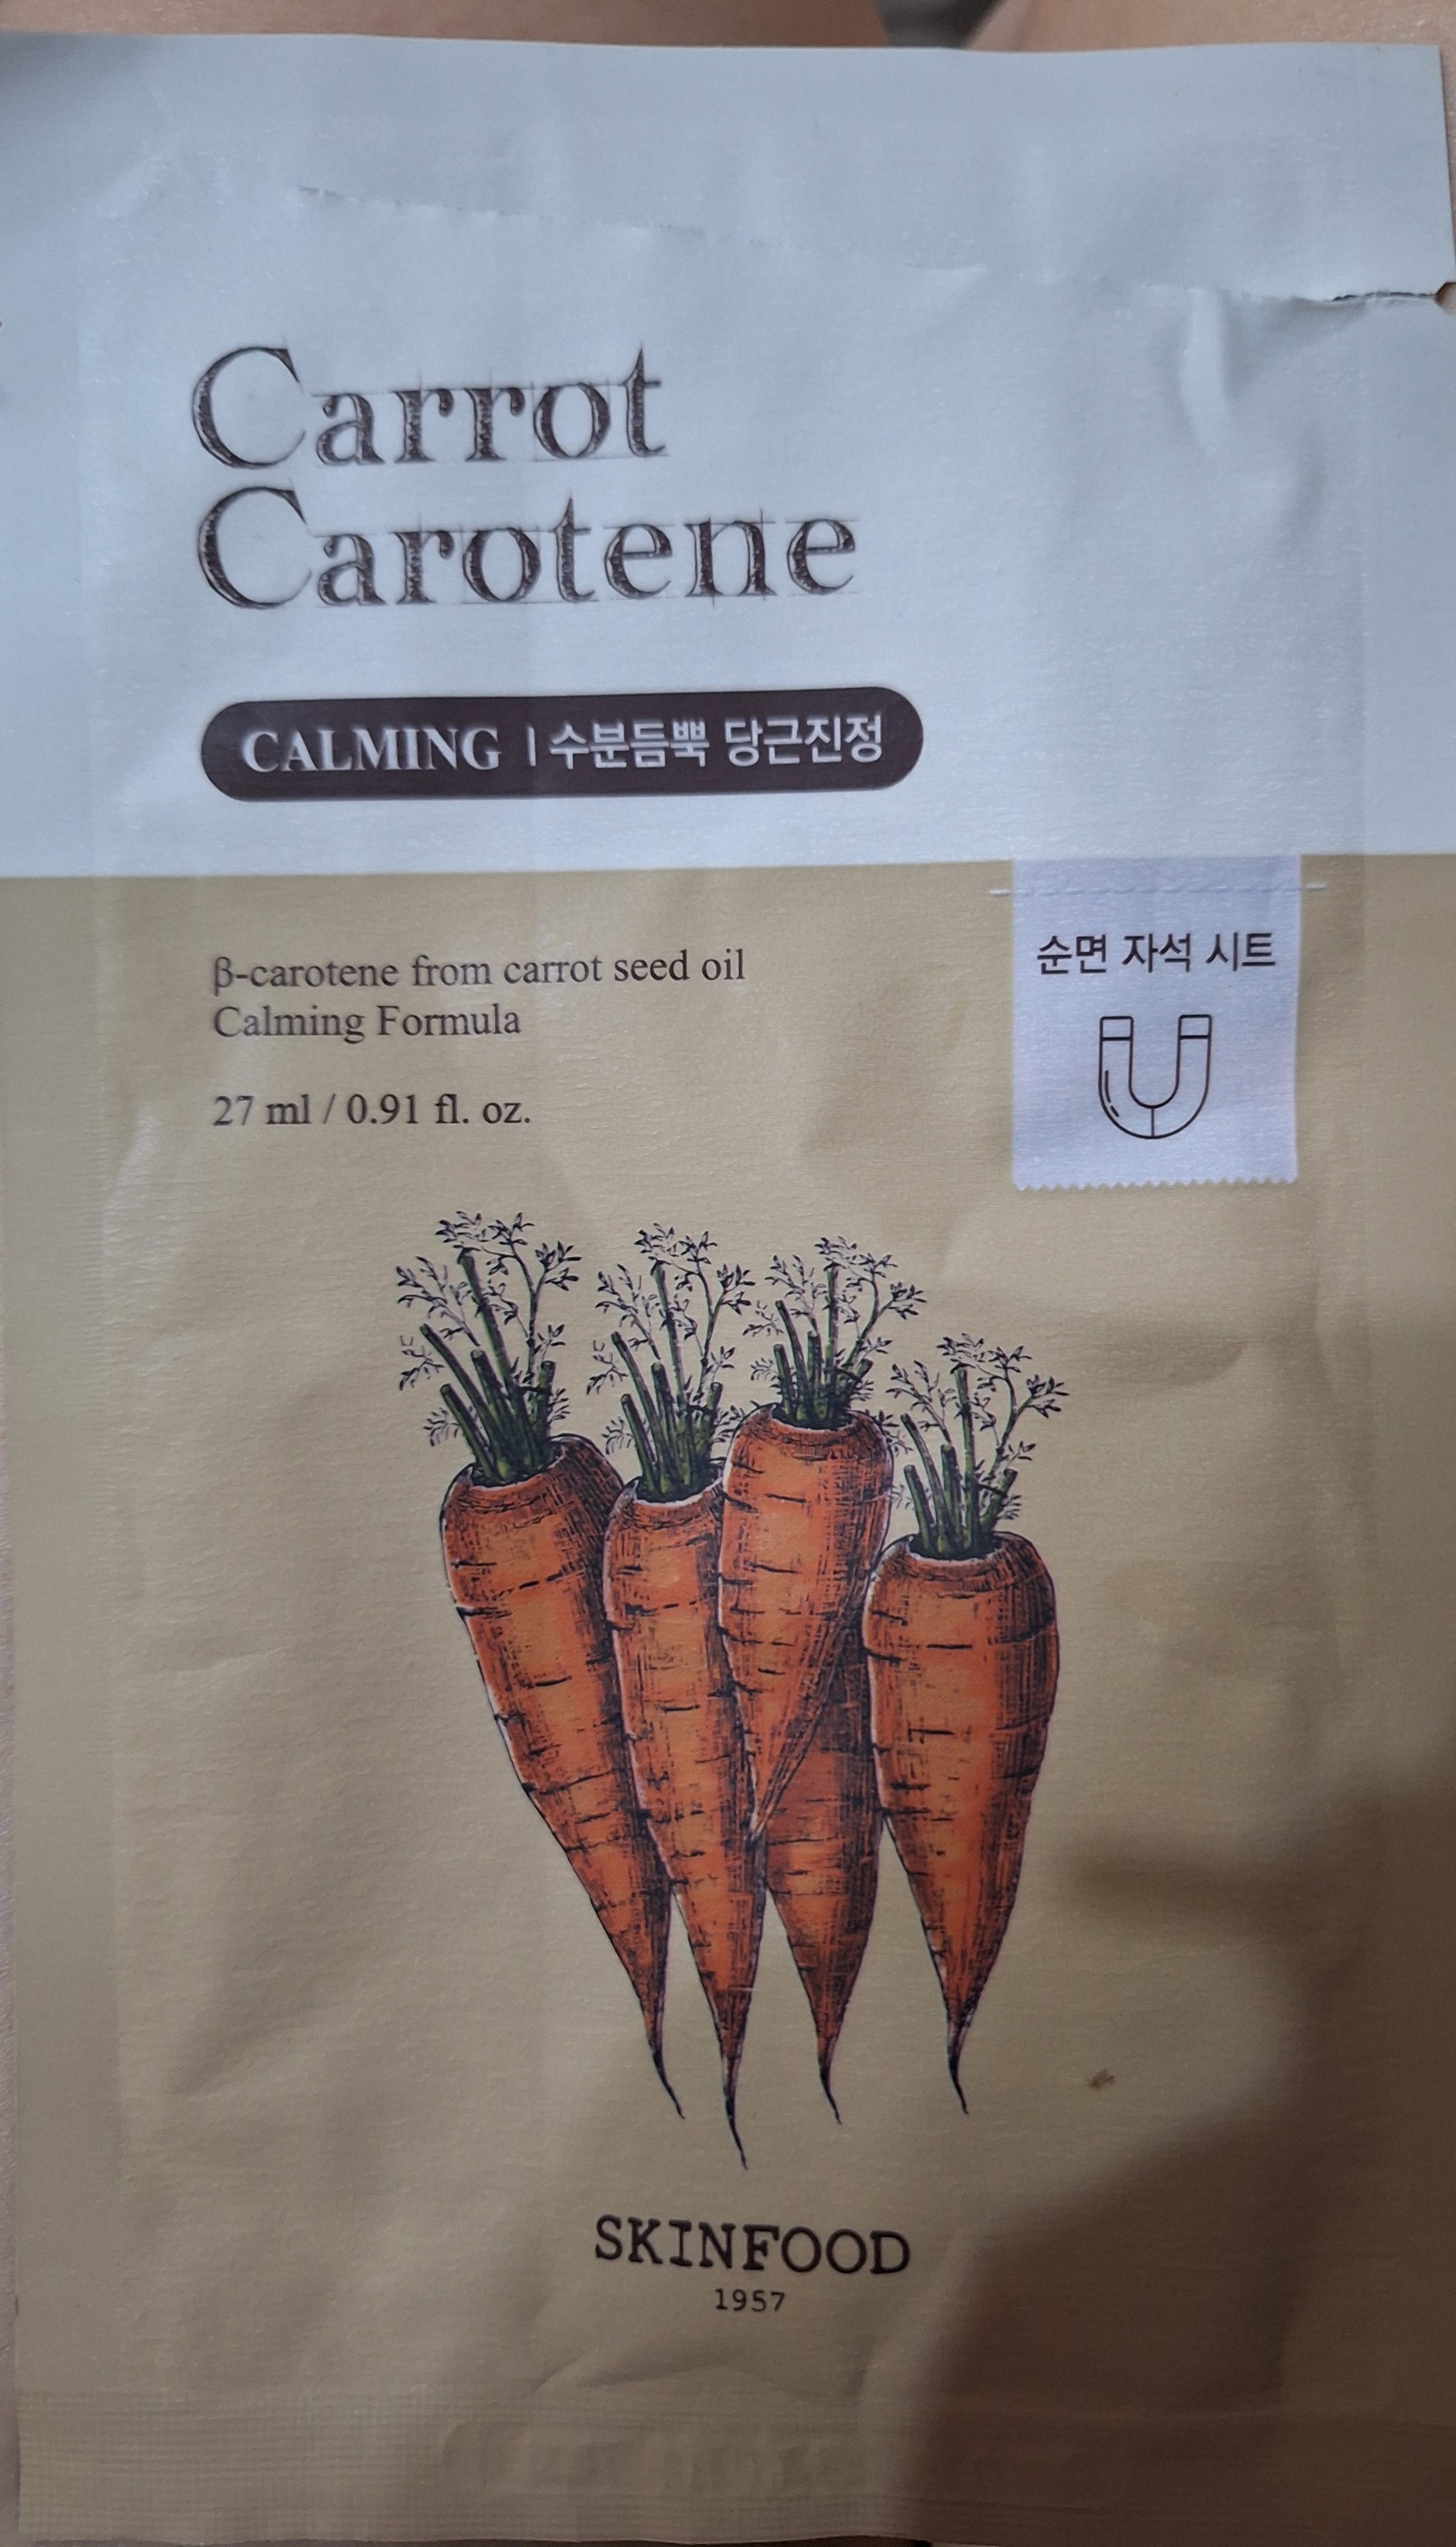 Carrot
Carotene
CALMING | 수분듬뿍 당근진정
β-carotene from carrot seed oil
Calming Formula
27 ml / 0.91 fl. oz.
순면 자석 시트
SKINFOOD
1957